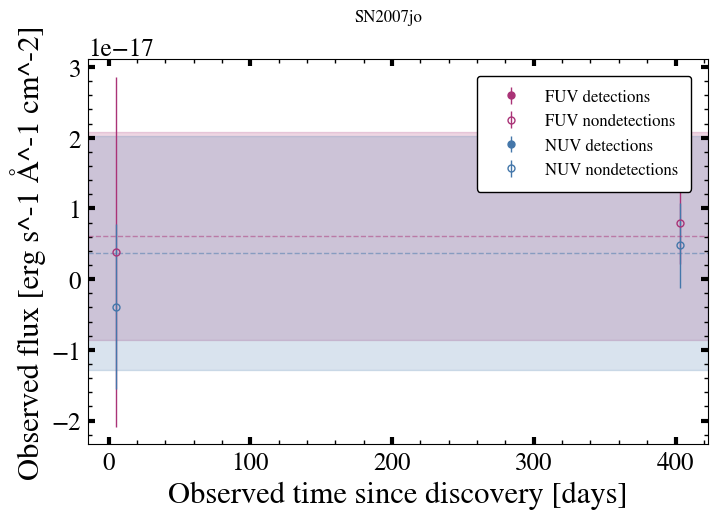 SN2007jo
1e−17
Observed flux [erg s^-1 Å^-1 cm^-2]
3
2
1
0
−1
−2
FUV detections
FUV nondetections
NUV detections
NUV nondetections
0 100 200 300 400
Observed time since discovery [days]